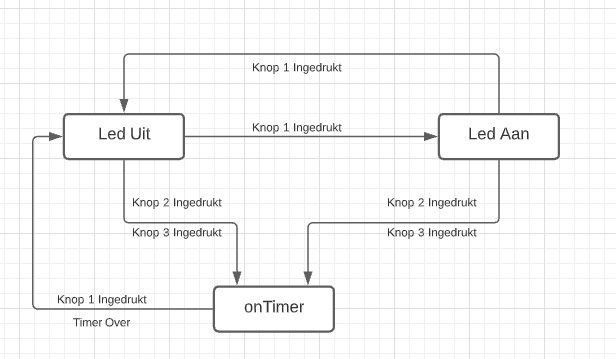 Knop 1 Ingedrukt
Led Uit
Knop 1 Ingedrukt
Led Aan
Knop 2 Ingedrukt
Knop 3 Ingedrukt
Knop 2 Ingedrukt
Knop 3 Ingedrukt
Knop 1 Ingedrukt
Timer Over
onTimer